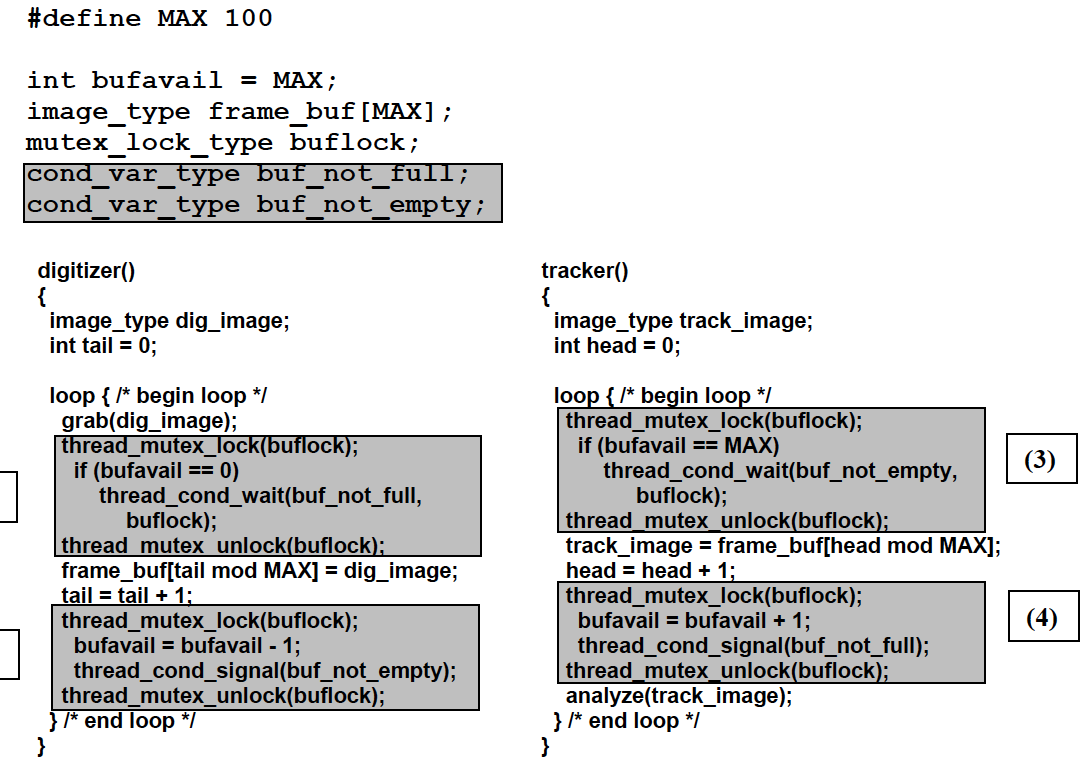 #define MAX 100
int bufavail = MAX;
image_type frame_buf[MAX];
mutex_lock_type buflock;
cond_var_type buf_not_full;
cond_var_type buf_not_empty;
digitizer()
{
image_type dig_image;
int tail = 0;
loop { /* begin loop */
grab(dig_image);
thread_mutex_lock(buflock);
if (bufavail == 0)
thread_cond_wait(buf_not_full,
buflock);
thread_mutex_unlock(buflock);
frame_buf[tail mod MAX] = dig_image;
tail = tail + 1;
thread_mutex_lock(buflock);
bufavail = bufavail - 1;
thread_cond_signal(buf_not_empty);
thread_mutex_unlock(buflock);
} /* end loop */
}
tracker()
{
image_type track_image;
int head = 0;
loop { /* begin loop */
thread_mutex_lock(buflock);
if (bufavail == MAX)
thread_cond_wait(buf_not_empty,
buflock);
thread_mutex_unlock(buflock);
track_image = frame_buf[head mod MAX];
head = head + 1;
thread_mutex_lock(buflock);
bufavail = bufavail + 1;
thread_cond_signal(buf_not_full);
thread_mutex_unlock(buflock);
analyze(track_image);
} /* end loop */
}
(3)
(4)